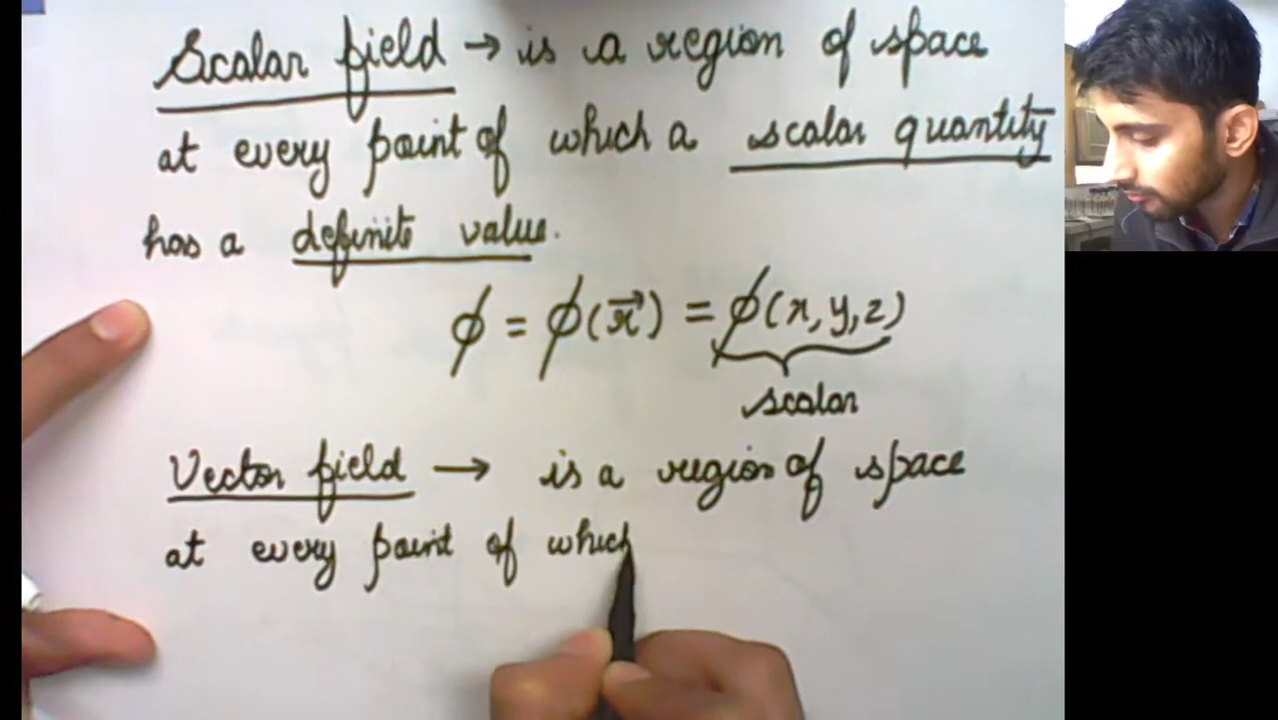 Scalar field → is a region of space
at every point of which a scalar quantity
has a definite value.
ϕ = ϕ(r⃗) = ϕ(x, y, z)
scalar
Vector field → is a region of space
at every point of which